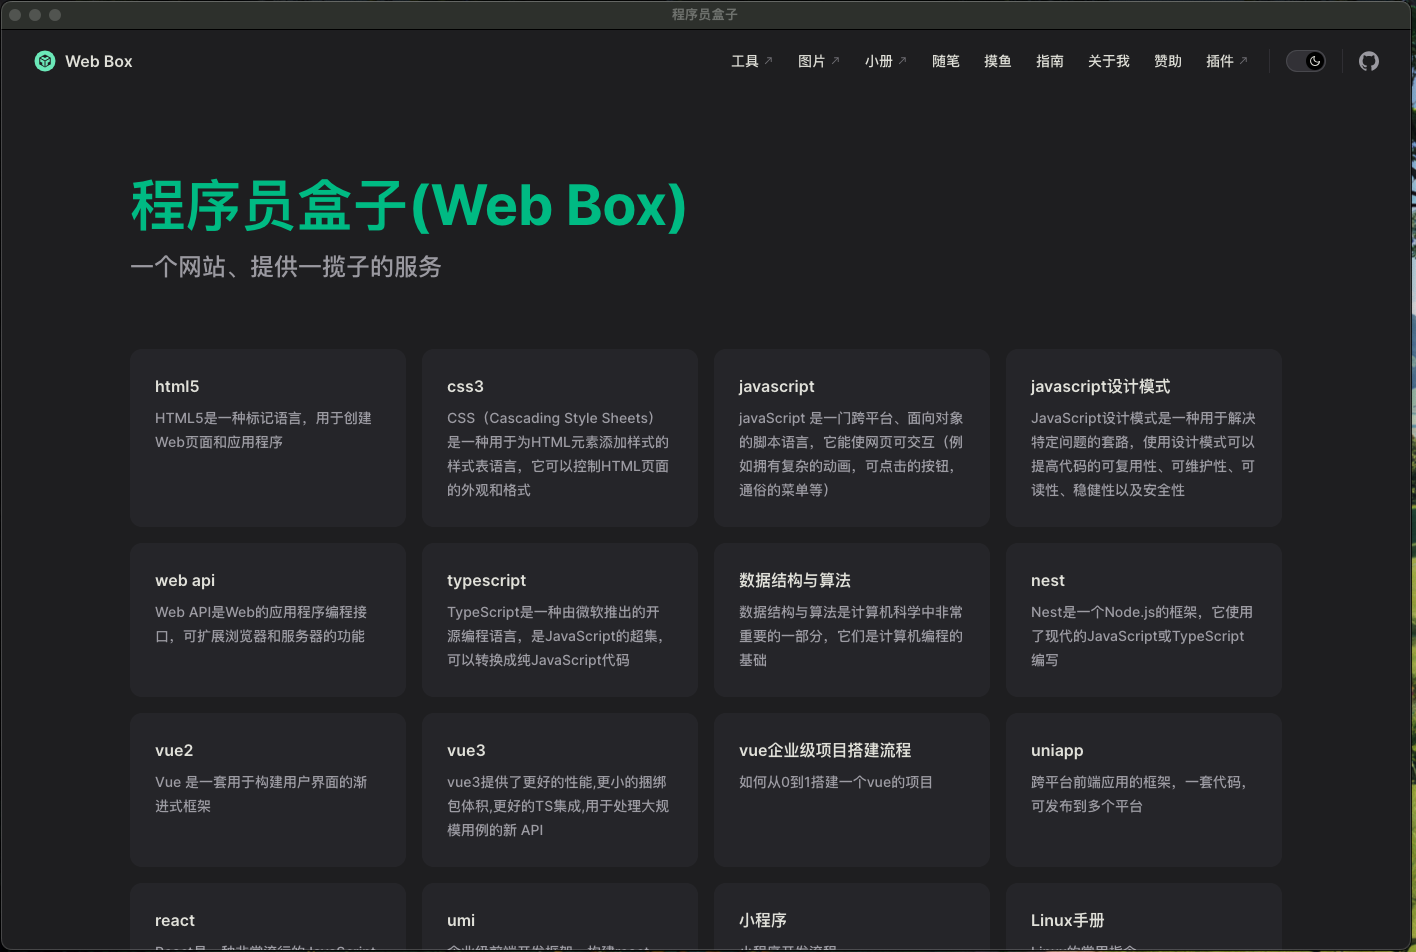 程序员盒子
Web Box
工具
图片
小册
随笔
摸鱼
指南
关于我
赞助
插件
程序员盒子(Web Box)
一个网站、提供一揽子的服务
html5
HTML5是一种标记语言，用于创建
Web页面和应用程序
css3
CSS（Cascading Style Sheets）
是一种用于为HTML元素添加样式的
样式表语言，它可以控制HTML页面
的外观和格式
javascript
javaScript 是一门跨平台、面向对象
的脚本语言，它能使网页可交互（例
如拥有复杂的动画，可点击的按钮，
通俗的菜单等）
javascript设计模式
JavaScript设计模式是一种用于解决
特定问题的套路，使用设计模式可以
提高代码的可复用性、可维护性、可
读性、稳健性以及安全性
web api
Web API是Web的应用程序编程接
口，可扩展浏览器和服务器的功能
typescript
TypeScript是一种由微软推出的开
源编程语言，是JavaScript的超集，
可以转换成纯JavaScript代码
数据结构与算法
数据结构与算法是计算机科学中非常
重要的一部分，它们是计算机编程的
基础
nest
Nest是一个Node.js的框架，它使用
了现代的JavaScript或TypeScript
编写
vue2
Vue 是一套用于构建用户界面的渐
进式框架
vue3
vue3提供了更好的性能,更小的捆绑
包体积,更好的TS集成,用于处理大规
模用例的新 API
vue企业级项目搭建流程
如何从0到1搭建一个vue的项目
uniapp
跨平台前端应用的框架，一套代码，
可发布到多个平台
react
umi
小程序
Linux手册